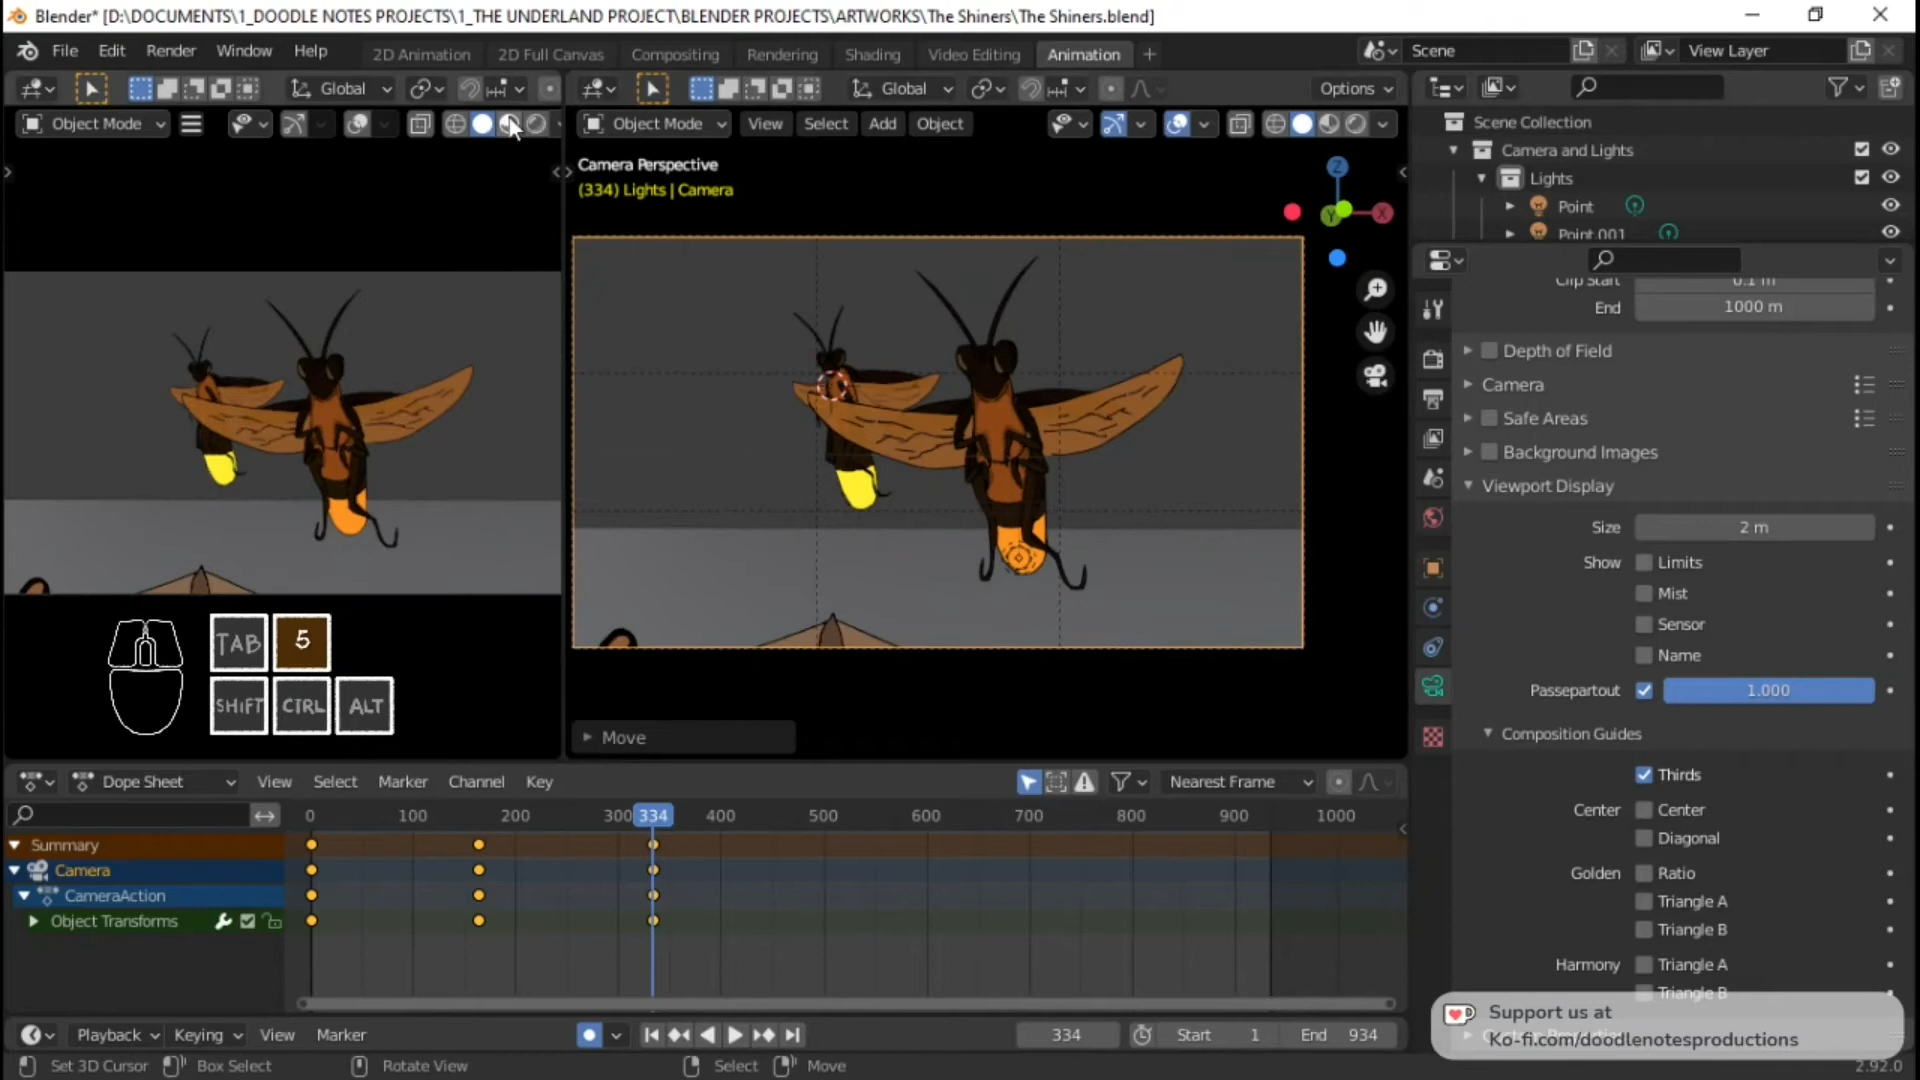 Blender* [D:\DOCUMENTS\1_DOODLE NOTES PROJECTS\1_THE UNDERLAND PROJECT\BLENDER PROJECTS\ARTWORKS\The Shiners\The Shiners.blend]
File Edit Render Window Help 2D Animation 2D Full Canvas Compositing Rendering Shading Video Editing Animation Scene View Layer
Global Global Options
Object Mode Object Mode View Select Add Object
Scene Collection
Camera and Lights
Lights
Point
Point.001
Camera Perspective
(334) Lights | Camera
Z
Y
X
Clip Start 0.1 m
End 1000 m
Depth of Field
Camera
Safe Areas
Background Images
Viewport Display
Size 2 m
Show Limits
Mist
Sensor
Name
Passepartout 1.000
Composition Guides
Thirds
Center Center
Diagonal
Golden Ratio
Triangle A
Triangle B
Harmony Triangle A
Triangle B
TAB 5
SHIFT CTRL ALT
Move
Dope Sheet View Select Marker Channel Key Nearest Frame
0 100 200 300 334 400 500 600 700 800 900 1000
Summary
Camera
CameraAction
Object Transforms
Support us at
Ko-fi.com/doodlenotesproductions
Playback Keying View Marker 334 Start 1 End 934
Set 3D Cursor Box Select Rotate View Select Move 2.92.0